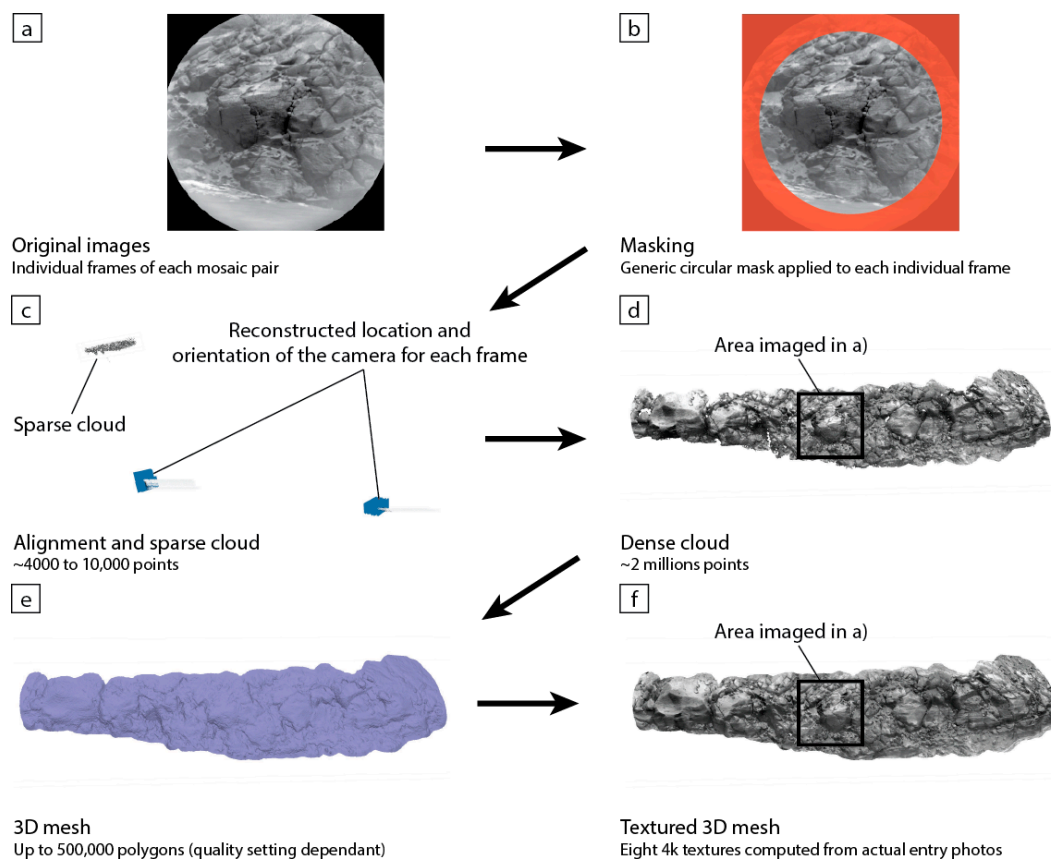 a
Original images
Individual frames of each mosaic pair
b
Masking
Generic circular mask applied to each individual frame
c
Reconstructed location and
orientation of the camera for each frame
Sparse cloud
Alignment and sparse cloud
~4000 to 10,000 points
d
Area imaged in a)
Dense cloud
~2 millions points
e
3D mesh
Up to 500,000 polygons (quality setting dependant)
f
Area imaged in a)
Textured 3D mesh
Eight 4k textures computed from actual entry photos